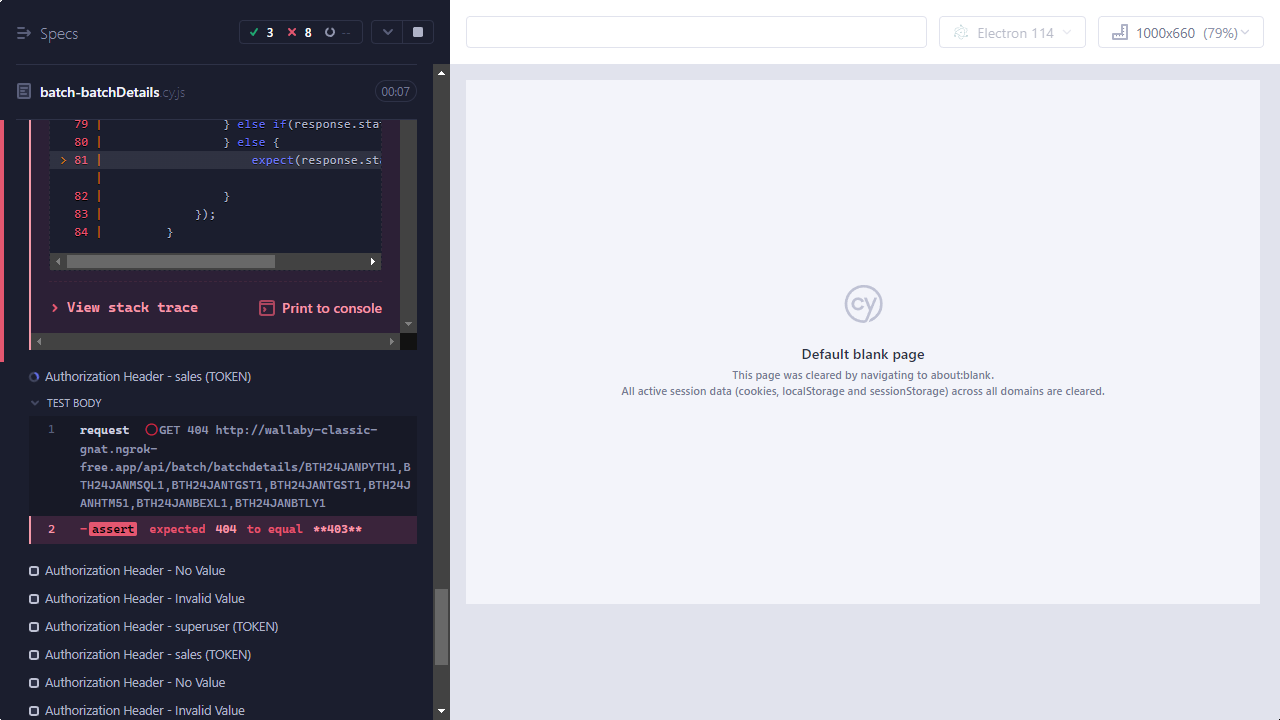 Specs
3
8
--
Electron 114
1000x660 (79%)
batch-batchDetails.cy.js
00:07
79 | } else if(response.sta
80 | } else {
> 81 | expect(response.sta
|
82 | }
83 | });
84 | }
> View stack trace
Print to console
Authorization Header - sales (TOKEN)
TEST BODY
1 request GET 404 http://wallaby-classic-
gnat.ngrok-
free.app/api/batch/batchdetails/BTH24JANPYTH1,B
TH24JANMSQL1,BTH24JANTGST1,BTH24JANTGST1,BTH24J
ANHTM51,BTH24JANBEXL1,BTH24JANBTLY1
2 -assert expected 404 to equal **403**
Authorization Header - No Value
Authorization Header - Invalid Value
Authorization Header - superuser (TOKEN)
Authorization Header - sales (TOKEN)
Authorization Header - No Value
Authorization Header - Invalid Value
cy
Default blank page
This page was cleared by navigating to about:blank.
All active session data (cookies, localStorage and sessionStorage) across all domains are cleared.